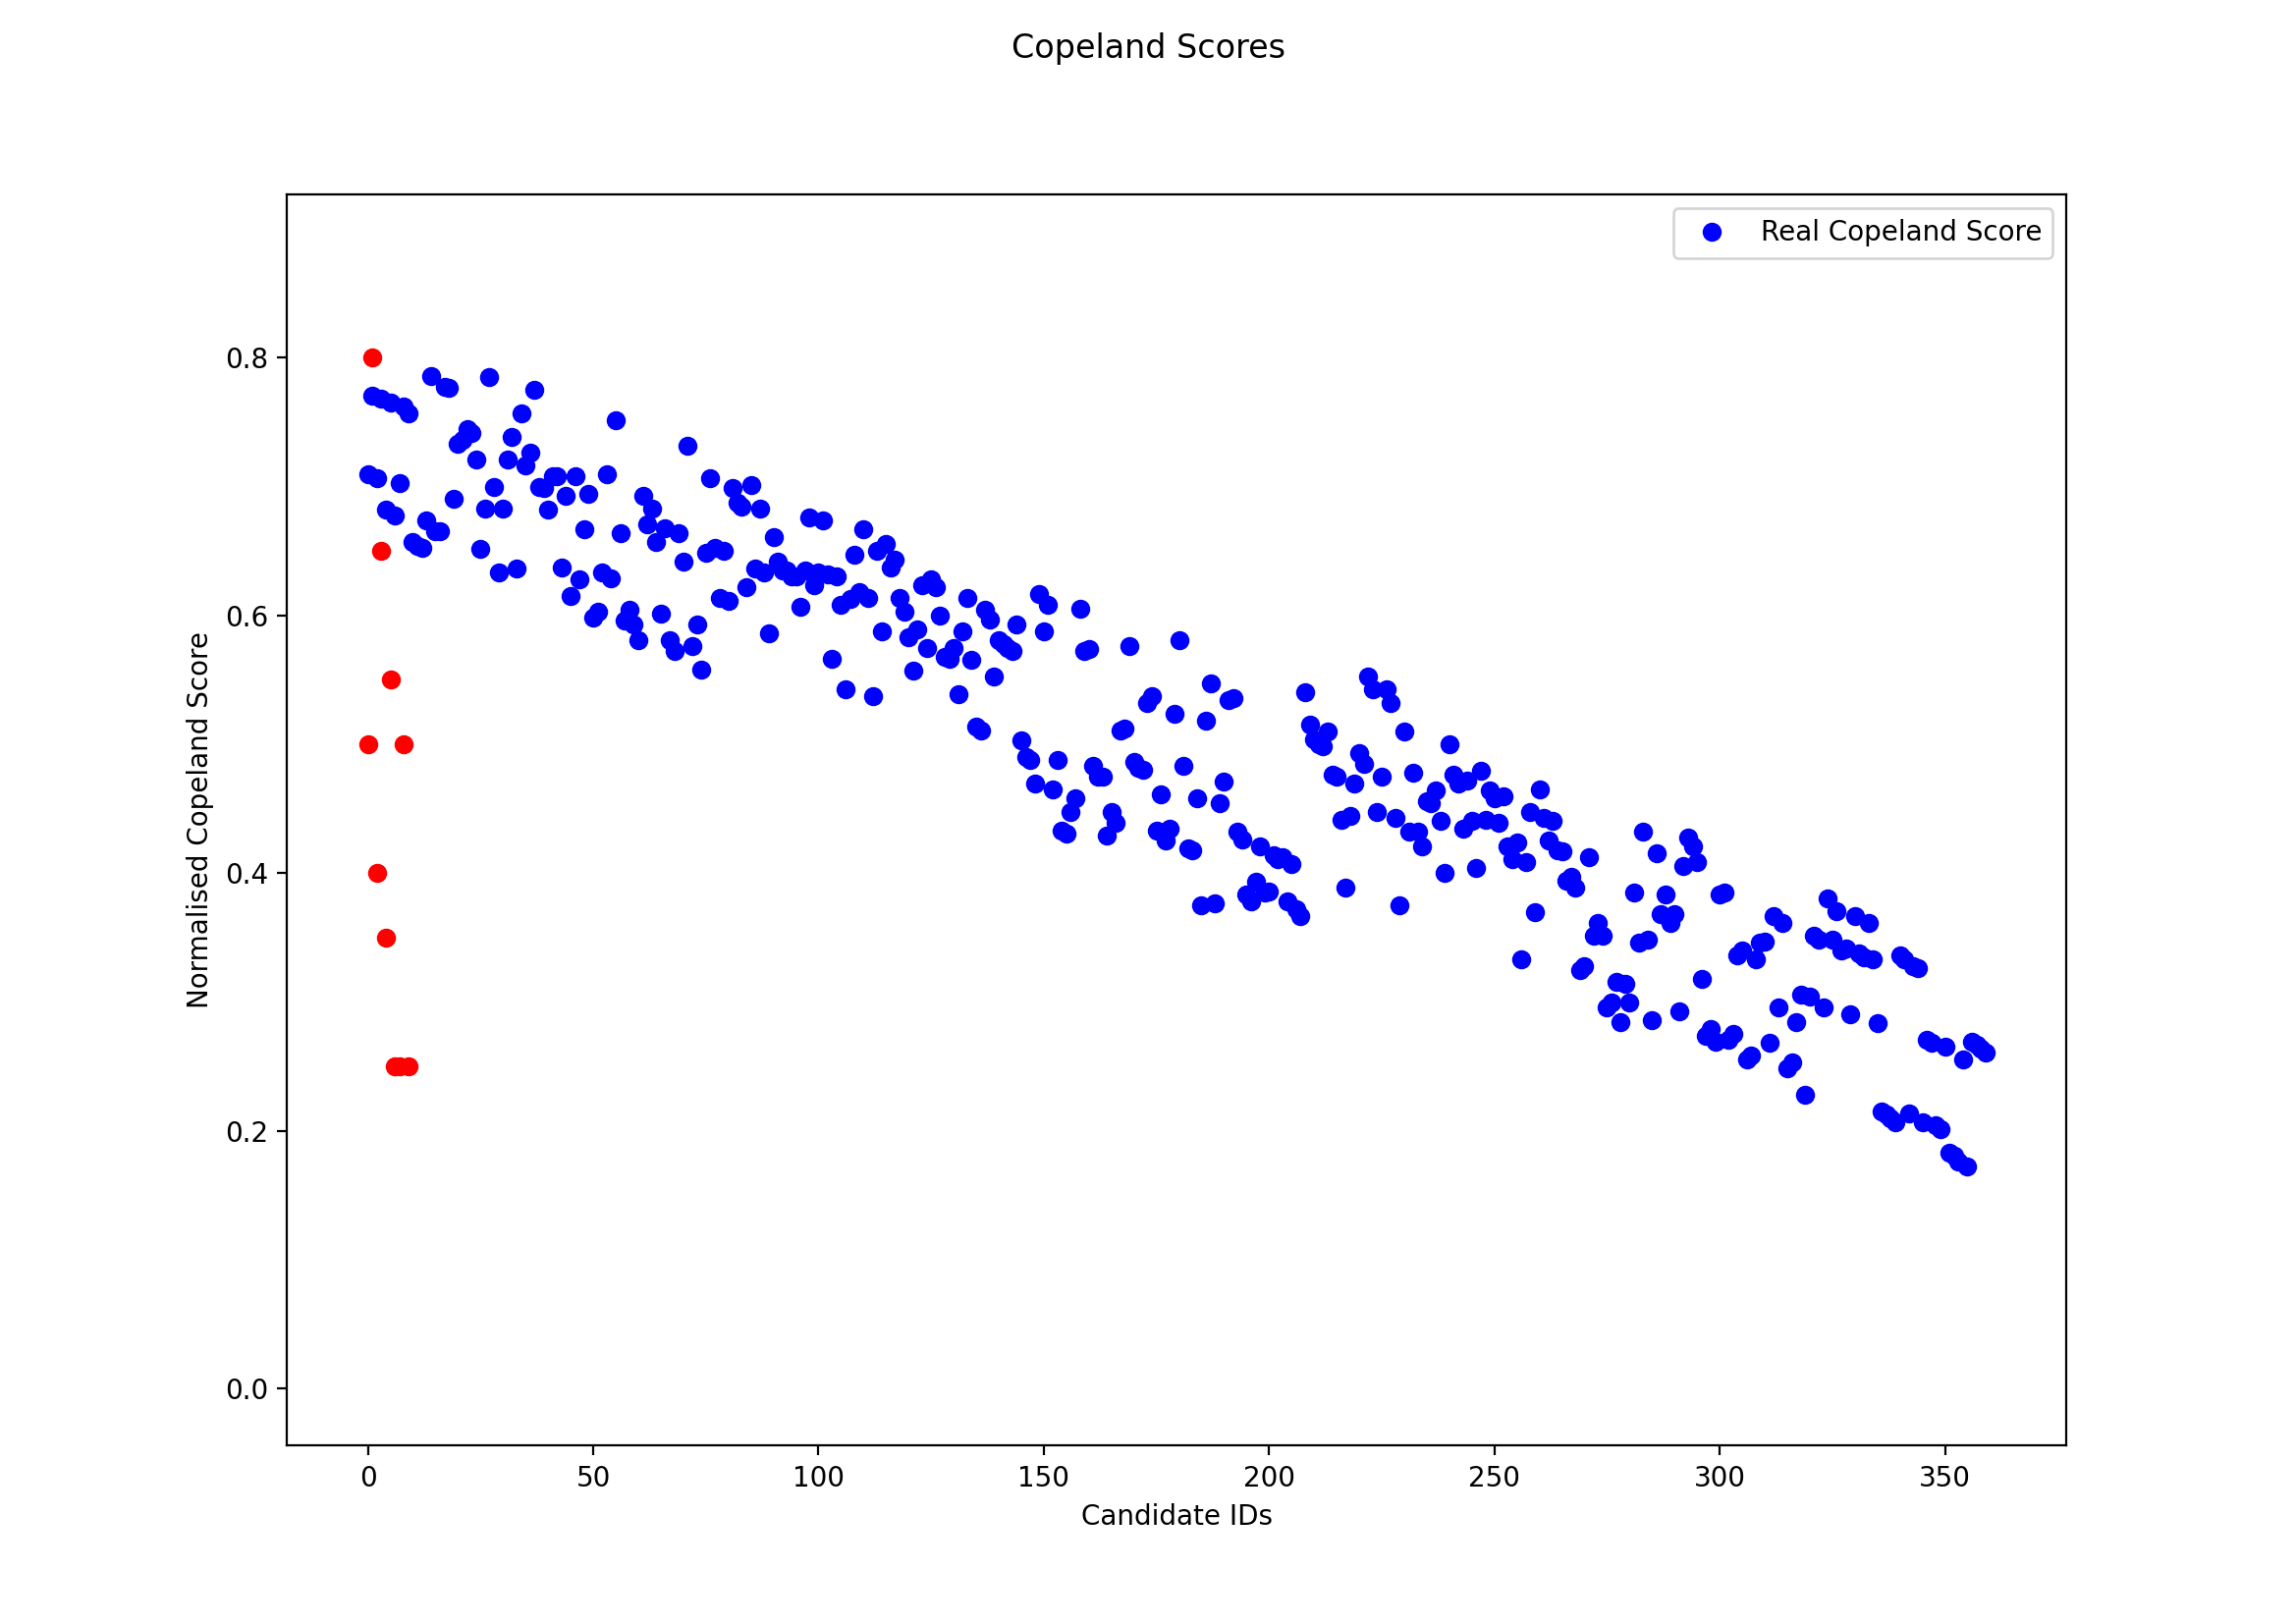 Copeland Scores
Real Copeland Score
Normalised Copeland Score
0.8
0.6
0.4
0.2
0.0
0 50 100 150 200 250 300 350
Candidate IDs